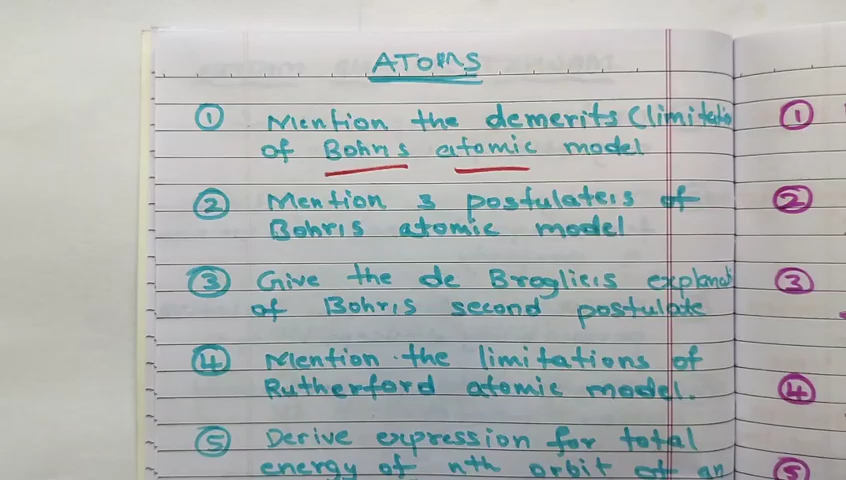 ATOMS
① Mention the demerits (limitati
of Bohr's atomic model
② Mention 3 postulate's of
Bohr's atomic model
③ Give the de Broglie's explanati
of Bohr's second postulate
④ Mention the limitations of
Rutherford atomic model.
⑤ Derive expression for total
energy of nth orbit of an
①
②
③
④
⑤